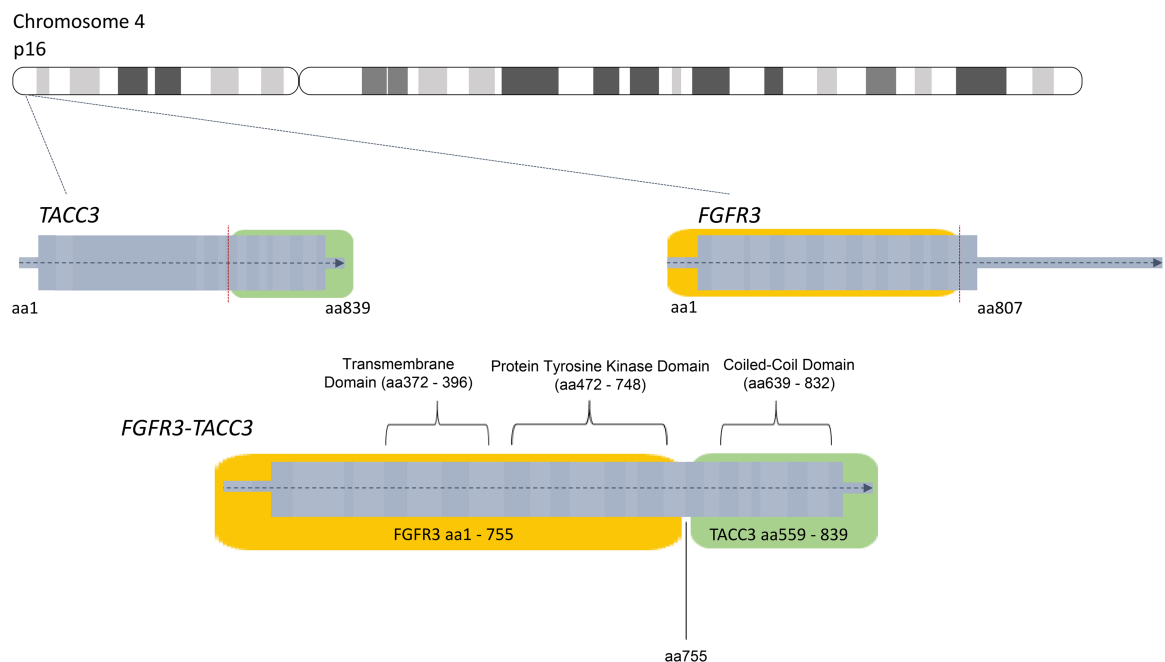 Chromosome 4
p16
TACC3
FGFR3
aa1
aa839
aa1
aa807
Transmembrane
Domain (aa372 - 396)
Protein Tyrosine Kinase Domain
(aa472 - 748)
Coiled-Coil Domain
(aa639 - 832)
FGFR3-TACC3
FGFR3 aa1 - 755
TACC3 aa559 - 839
aa755